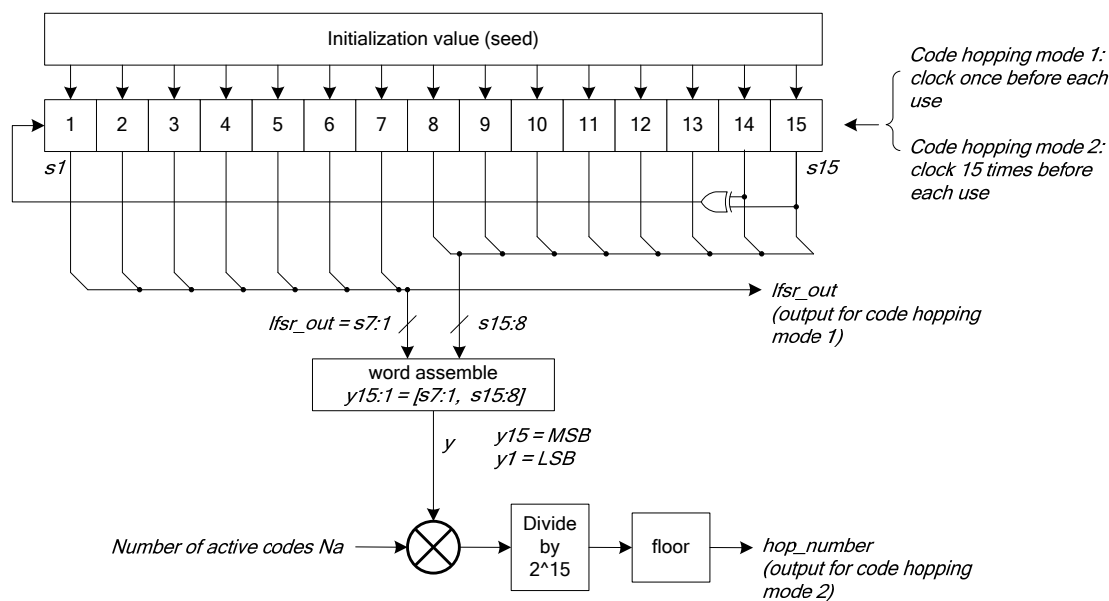 Initialization value (seed)
Code hopping mode 1:
clock once before each
use
1 2 3 4 5 6 7 8 9 10 11 12 13 14 15
Code hopping mode 2:
clock 15 times before
each use
s1
s15
lfsr_out
(output for code hopping
mode 1)
lfsr_out = s7:1
s15:8
word assemble
y15:1 = [s7:1, s15:8]
y
y15 = MSB
y1 = LSB
Number of active codes Na
Divide
by
2^15
floor
hop_number
(output for code hopping
mode 2)